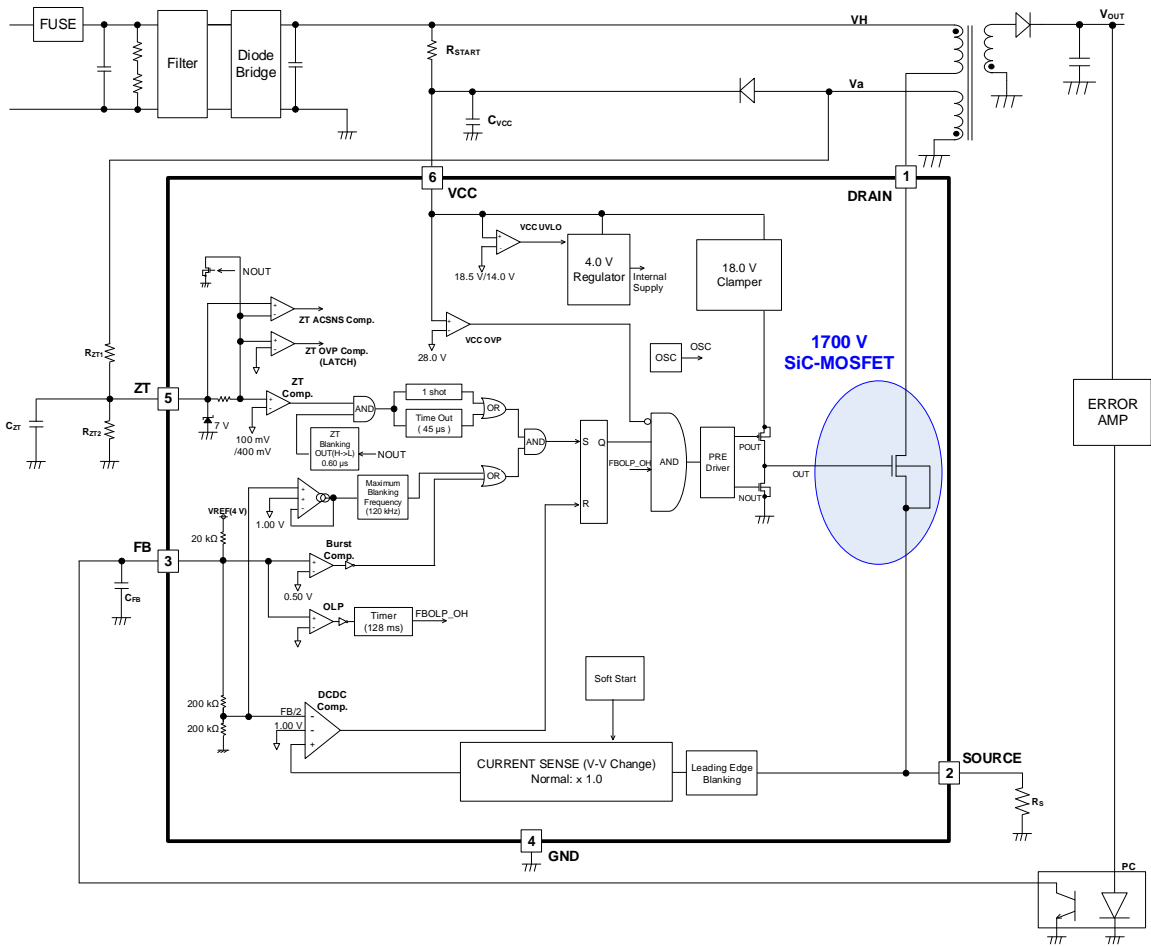 FUSE
Filter
Diode
Bridge
RSTART
VH
VOUT
CVCC
Va
6
VCC
1
DRAIN
VCC UVLO
18.5 V/14.0 V
4.0 V
Regulator
Internal
Supply
18.0 V
Clamper
NOUT
ZT ACSNS Comp.
ZT OVP Comp.
(LATCH)
VCC OVP
28.0 V
OSC
OSC
1700 V
SiC-MOSFET
RZT1
ZT
5
CZT
RZT2
7 V
ZT
Comp.
100 mV
/400 mV
AND
1 shot
Time Out
( 45 µs )
OR
ZT
Blanking
OUT(H->L)
0.60 µs
NOUT
AND
S
Q
R
FBOLP_OH
AND
PRE
Driver
POUT
NOUT
OUT
ERROR
AMP
OR
Maximum
Blanking
Frequency
(120 kHz)
1.00 V
VREF(4 V)
20 kΩ
FB
3
CFB
Burst
Comp.
0.50 V
OLP
Timer
(128 ms)
FBOLP_OH
Soft Start
200 kΩ
200 kΩ
FB/2
1.00 V
DCDC
Comp.
CURRENT SENSE (V-V Change)
Normal: x 1.0
Leading Edge
Blanking
2
SOURCE
RS
4
GND
PC